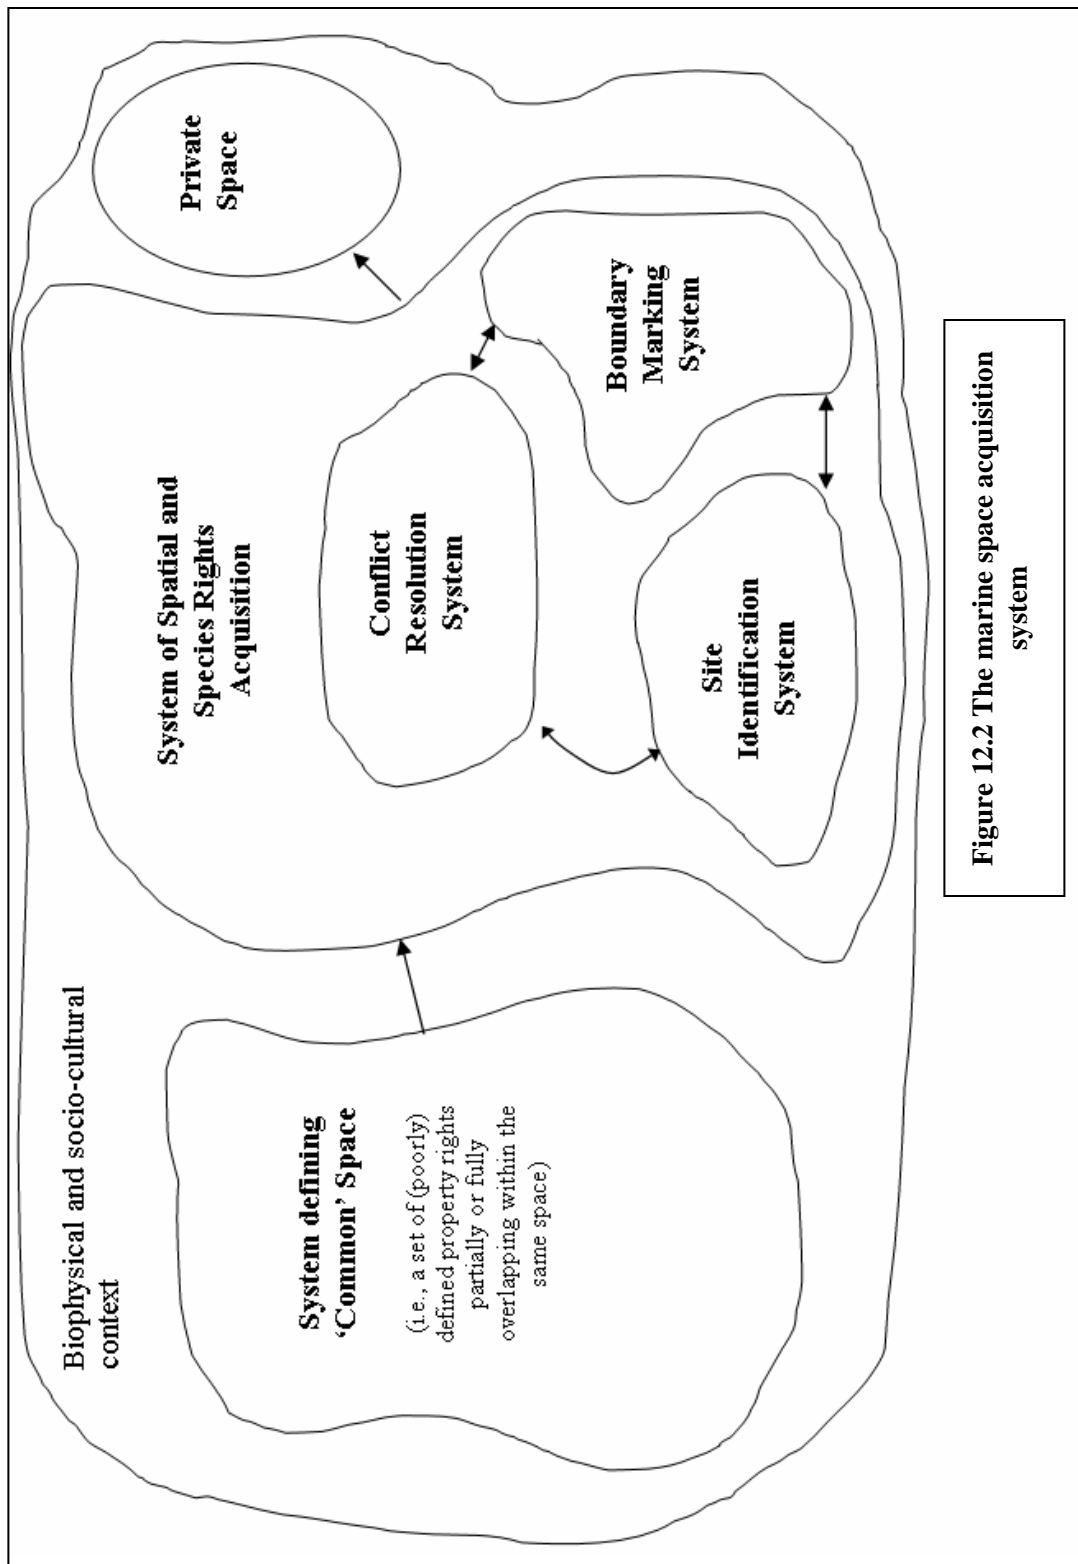 Biophysical and socio-cultural
context
System defining
‘Common’ Space
(i.e., a set of (poorly)
defined property rights
partially or fully
overlapping within the
same space)
System of Spatial and
Species Rights
Acquisition
Conflict
Resolution
System
Site
Identification
System
Boundary
Marking
System
Private
Space
Figure 12.2 The marine space acquisition
system